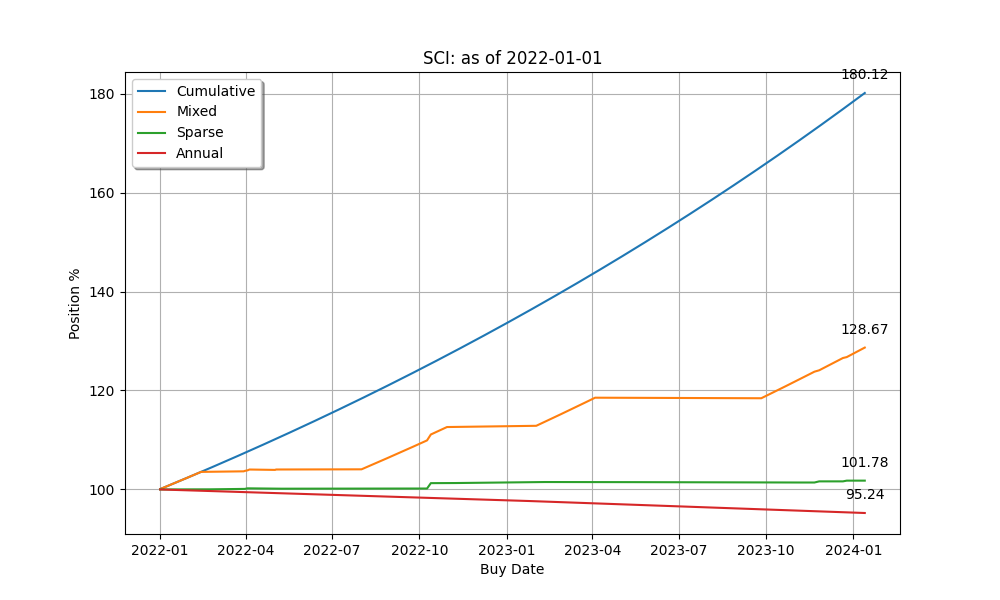 SCI: as of 2022-01-01
180.12
Cumulative
Mixed
Sparse
Annual
180
160
140
120
100
Position %
128.67
101.78
95.24
2022-01 2022-04 2022-07 2022-10 2023-01 2023-04 2023-07 2023-10 2024-01
Buy Date